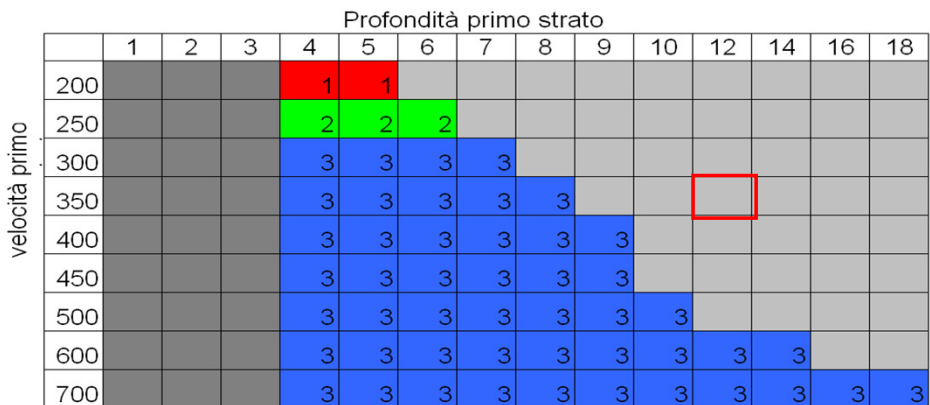 Profondità primo strato
1 2 3 4 5 6 7 8 9 10 12 14 16 18
velocità primo
200 1 1
250 2 2 2
300 3 3 3 3
350 3 3 3 3 3
400 3 3 3 3 3 3
450 3 3 3 3 3 3
500 3 3 3 3 3 3 3
600 3 3 3 3 3 3 3 3 3
700 3 3 3 3 3 3 3 3 3 3 3